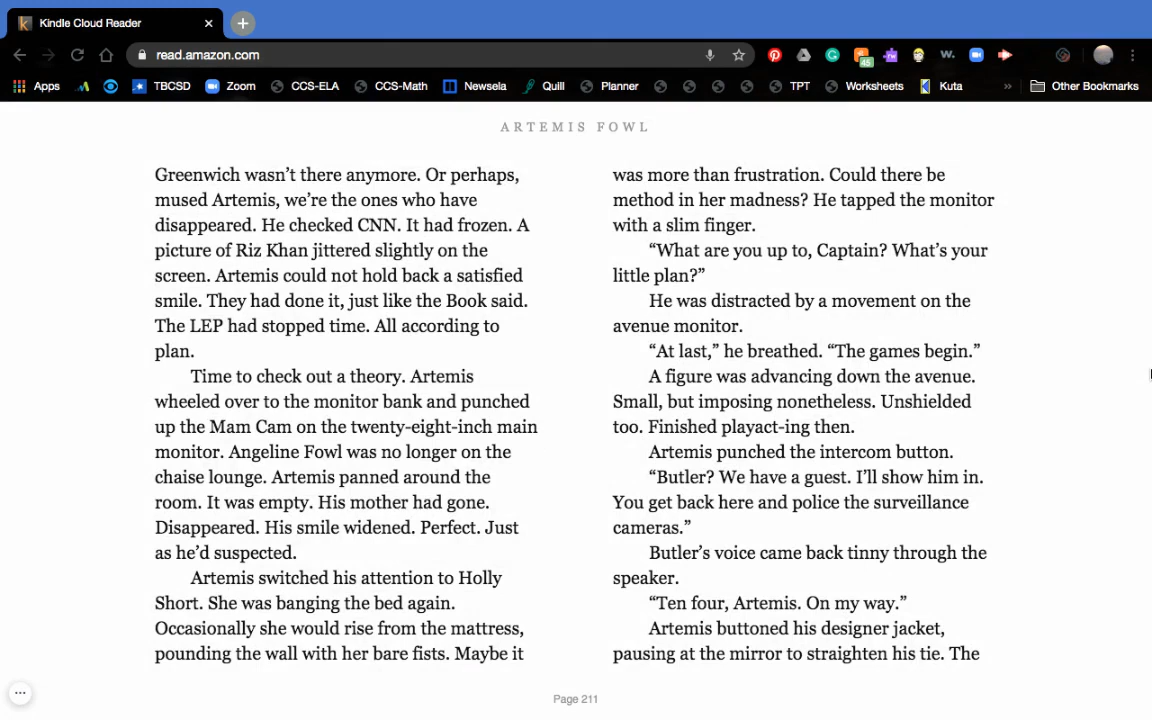 Kindle Cloud Reader
read.amazon.com
45
Apps
TBCSD
Zoom
CCS-ELA
CCS-Math
Newsela
Quill
Planner
TPT
Worksheets
Kuta
Other Bookmarks
ARTEMIS FOWL
Greenwich wasn’t there anymore. Or perhaps,
mused Artemis, we’re the ones who have
disappeared. He checked CNN. It had frozen. A
picture of Riz Khan jittered slightly on the
screen. Artemis could not hold back a satisfied
smile. They had done it, just like the Book said.
The LEP had stopped time. All according to
plan.
Time to check out a theory. Artemis
wheeled over to the monitor bank and punched
up the Mam Cam on the twenty-eight-inch main
monitor. Angeline Fowl was no longer on the
chaise lounge. Artemis panned around the
room. It was empty. His mother had gone.
Disappeared. His smile widened. Perfect. Just
as he’d suspected.
Artemis switched his attention to Holly
Short. She was banging the bed again.
Occasionally she would rise from the mattress,
pounding the wall with her bare fists. Maybe it
was more than frustration. Could there be
method in her madness? He tapped the monitor
with a slim finger.
“What are you up to, Captain? What’s your
little plan?”
He was distracted by a movement on the
avenue monitor.
“At last,” he breathed. “The games begin.”
A figure was advancing down the avenue.
Small, but imposing nonetheless. Unshielded
too. Finished playact-ing then.
Artemis punched the intercom button.
“Butler? We have a guest. I’ll show him in.
You get back here and police the surveillance
cameras.”
Butler’s voice came back tinny through the
speaker.
“Ten four, Artemis. On my way.”
Artemis buttoned his designer jacket,
pausing at the mirror to straighten his tie. The
Page 211